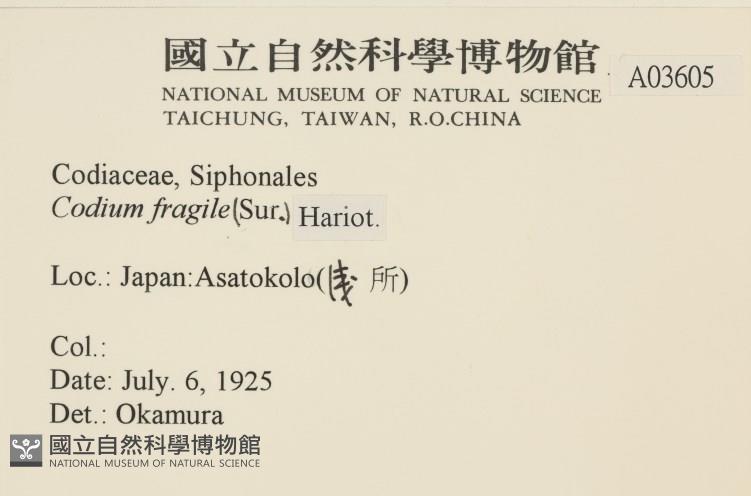 國立自然科學博物館
A03605
NATIONAL MUSEUM OF NATURAL SCIENCE
TAICHUNG, TAIWAN, R.O.CHINA
Codiaceae, Siphonales
Codium fragile(Sur.) Hariot.
Loc.: Japan:Asatokolo(浅 所)
Col.:
Date: July. 6, 1925
Det.: Okamura
國立自然科學博物館
NATIONAL MUSEUM OF NATURAL SCIENCE